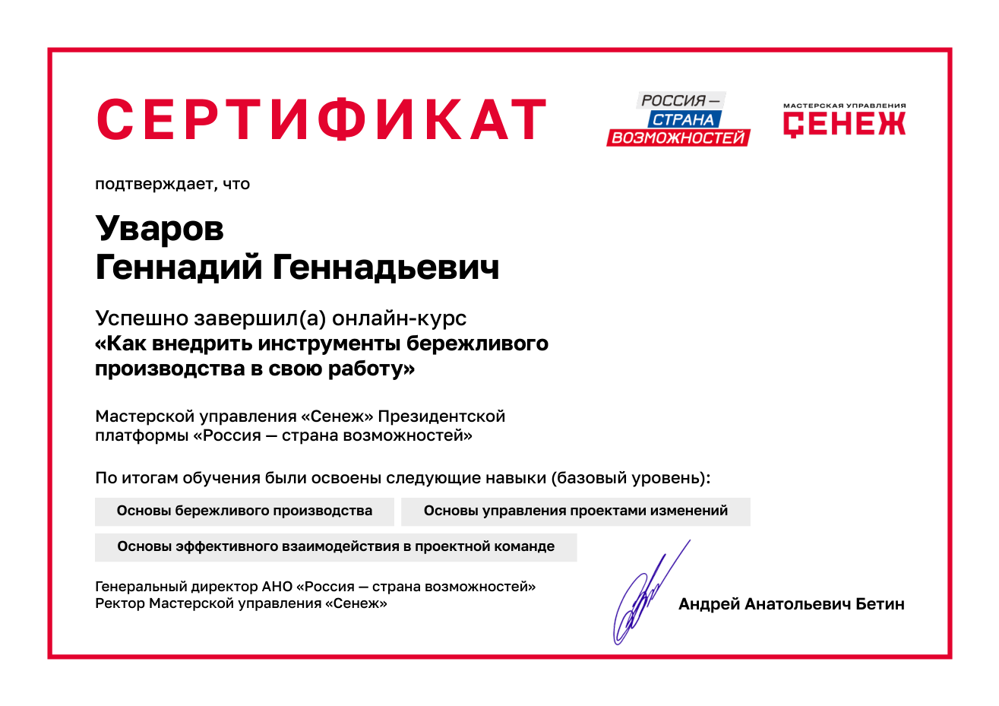 СЕРТИФИКАТ
РОССИЯ —
СТРАНА
ВОЗМОЖНОСТЕЙ
МАСТЕРСКАЯ УПРАВЛЕНИЯ
СЕНЕЖ
подтверждает, что
Уваров
Геннадий Геннадьевич
Успешно завершил(а) онлайн-курс
«Как внедрить инструменты бережливого
производства в свою работу»
Мастерской управления «Сенеж» Президентской
платформы «Россия — страна возможностей»
По итогам обучения были освоены следующие навыки (базовый уровень):
Основы бережливого производства
Основы управления проектами изменений
Основы эффективного взаимодействия в проектной команде
Генеральный директор АНО «Россия — страна возможностей»
Ректор Мастерской управления «Сенеж»
Андрей Анатольевич Бетин